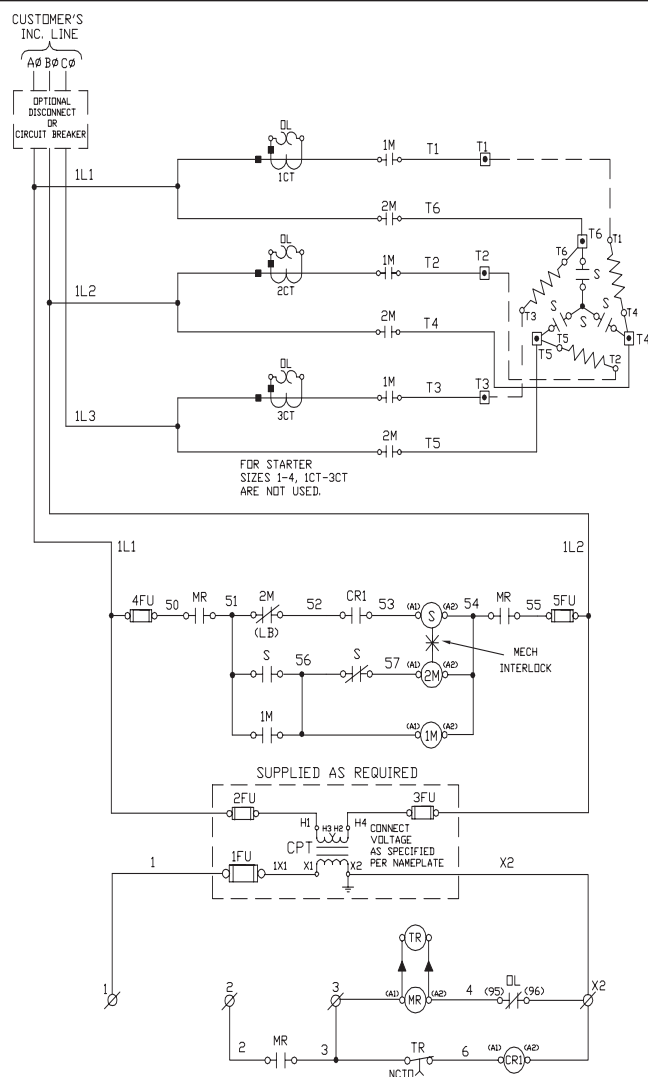 CUSTOMER'S
INC. LINE
AØ BØ CØ
OPTIONAL
DISCONNECT
OR
CIRCUIT BREAKER
OL
1CT
1M
T1
T1
1L1
2M
T6
T6
T1
T6
S
OL
2CT
1M
T2
T2
1L2
2M
T4
T3
S
S
S
T4
T5
T5
T2
T4
OL
3CT
1M
T3
T3
1L3
2M
T5
FOR STARTER
SIZES 1-4, 1CT-3CT
ARE NOT USED.
1L1
1L2
4FU
50
MR
51
2M
(LB)
52
CR1
53
(A1)
S
(A2)
54
MR
55
5FU
MECH
INTERLOCK
S
56
S
57
(A1)
2M
(A2)
1M
(A1)
1M
(A2)
SUPPLIED AS REQUIRED
2FU
H1
H3
H2
H4
3FU
CPT
CONNECT
VOLTAGE
AS SPECIFIED
PER NAMEPLATE
1
1FU
1X1
X1
X2
X2
TR
1
2
3
(A1)
MR
(A2)
4
(95)
OL
(96)
X2
2
MR
3
TR
NCTO
6
(A1)
CR1
(A2)